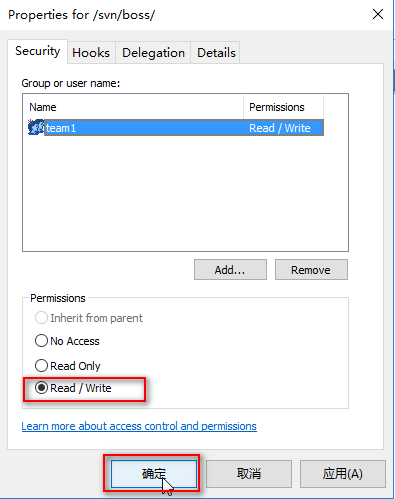 Properties for /svn/boss/
Security Hooks Delegation Details
Group or user name:
Name Permissions
team1 Read / Write
Add... Remove
Permissions
Inherit from parent
No Access
Read Only
Read / Write
Learn more about access control and permissions
确定 取消 应用(A)